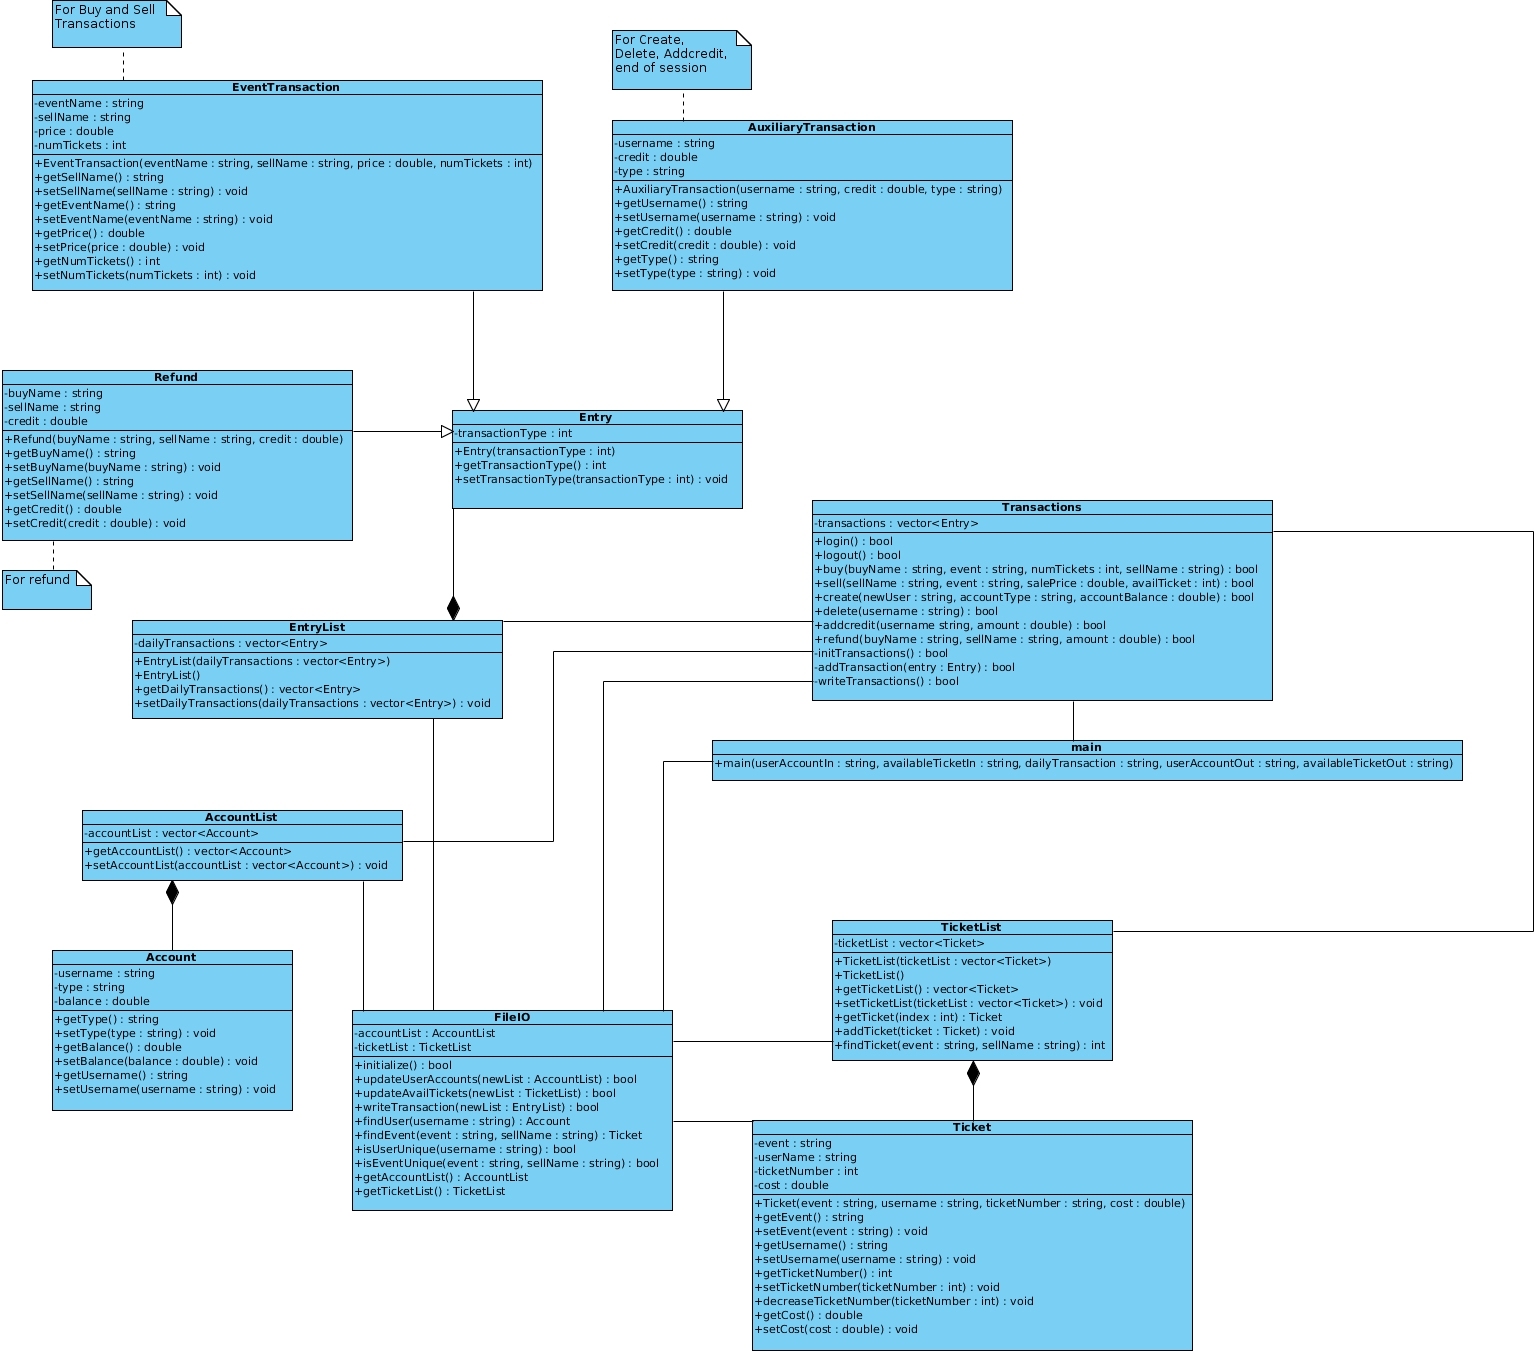 For Buy and Sell
Transactions
For Create,
Delete, Addcredit,
end of session
EventTransaction
-eventName : string
-sellName : string
-price : double
-numTickets : int
+EventTransaction(eventName : string, sellName : string, price : double, numTickets : int)
+getSellName() : string
+setSellName(sellName : string) : void
+getEventName() : string
+setEventName(eventName : string) : void
+getPrice() : double
+setPrice(price : double) : void
+getNumTickets() : int
+setNumTickets(numTickets : int) : void
AuxiliaryTransaction
-username : string
-credit : double
-type : string
+AuxiliaryTransaction(username : string, credit : double, type : string)
+getUsername() : string
+setUsername(username : string) : void
+getCredit() : double
+setCredit(credit : double) : void
+getType() : string
+setType(type : string) : void
Refund
-buyName : string
-sellName : string
-credit : double
+Refund(buyName : string, sellName : string, credit : double)
+getBuyName() : string
+setBuyName(buyName : string) : void
+getSellName() : string
+setSellName(sellName : string) : void
+getCredit() : double
+setCredit(credit : double) : void
For refund
Entry
-transactionType : int
+Entry(transactionType : int)
+getTransactionType() : int
+setTransactionType(transactionType : int) : void
Transactions
-transactions : vector<Entry>
+login() : bool
+logout() : bool
+buy(buyName : string, event : string, numTickets : int, sellName : string) : bool
+sell(sellName : string, event : string, salePrice : double, availTicket : int) : bool
+create(newUser : string, accountType : string, accountBalance : double) : bool
+delete(username : string) : bool
+addcredit(username string, amount : double) : bool
+refund(buyName : string, sellName : string, amount : double) : bool
-initTransactions() : bool
-addTransaction(entry : Entry) : bool
-writeTransactions() : bool
EntryList
-dailyTransactions : vector<Entry>
+EntryList(dailyTransactions : vector<Entry>)
+EntryList()
+getDailyTransactions() : vector<Entry>
+setDailyTransactions(dailyTransactions : vector<Entry>) : void
main
+main(userAccountIn : string, availableTicketIn : string, dailyTransaction : string, userAccountOut : string, availableTicketOut : string)
AccountList
-accountList : vector<Account>
+getAccountList() : vector<Account>
+setAccountList(accountList : vector<Account>) : void
Account
-username : string
-type : string
-balance : double
+getType() : string
+setType(type : string) : void
+getBalance() : double
+setBalance(balance : double) : void
+getUsername() : string
+setUsername(username : string) : void
TicketList
-ticketList : vector<Ticket>
+TicketList(ticketList : vector<Ticket>)
+TicketList()
+getTicketList() : vector<Ticket>
+setTicketList(ticketList : vector<Ticket>) : void
+getTicket(index : int) : Ticket
+addTicket(ticket : Ticket) : void
+findTicket(event : string, sellName : string) : int
FileIO
-accountList : AccountList
-ticketList : TicketList
+initialize() : bool
+updateUserAccounts(newList : AccountList) : bool
+updateAvailTickets(newList : TicketList) : bool
+writeTransaction(newList : EntryList) : bool
+findUser(username : string) : Account
+findEvent(event : string, sellName : string) : Ticket
+isUserUnique(username : string) : bool
+isEventUnique(event : string, sellName : string) : bool
+getAccountList() : AccountList
+getTicketList() : TicketList
Ticket
-event : string
-userName : string
-ticketNumber : int
-cost : double
+Ticket(event : string, username : string, ticketNumber : string, cost : double)
+getEvent() : string
+setEvent(event : string) : void
+getUsername() : string
+setUsername(username : string) : void
+getTicketNumber() : int
+setTicketNumber(ticketNumber : int) : void
+decreaseTicketNumber(ticketNumber : int) : void
+getCost() : double
+setCost(cost : double) : void